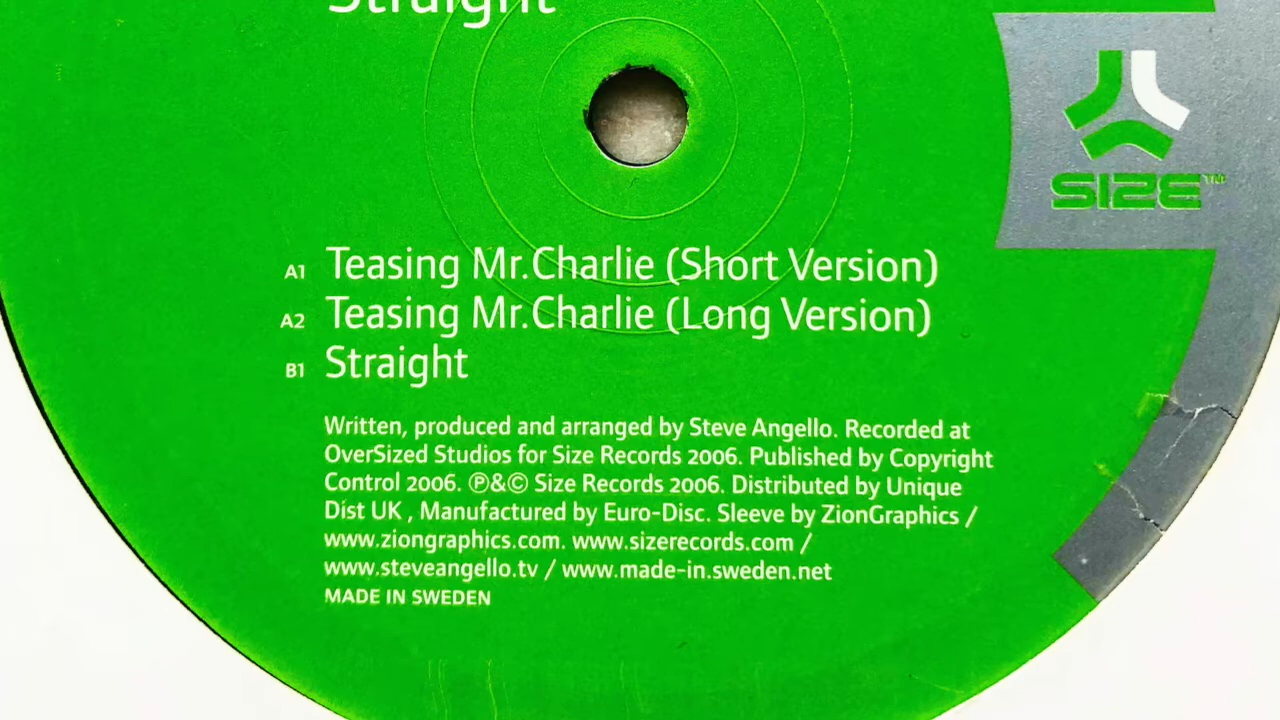 Straight
SIZE™
A1 Teasing Mr.Charlie (Short Version)
A2 Teasing Mr.Charlie (Long Version)
B1 Straight
Written, produced and arranged by Steve Angello. Recorded at
OverSized Studios for Size Records 2006. Published by Copyright
Control 2006. ℗&© Size Records 2006. Distributed by Unique
Dist UK , Manufactured by Euro-Disc. Sleeve by ZionGraphics /
www.ziongraphics.com. www.sizerecords.com /
www.steveangello.tv / www.made-in.sweden.net
MADE IN SWEDEN